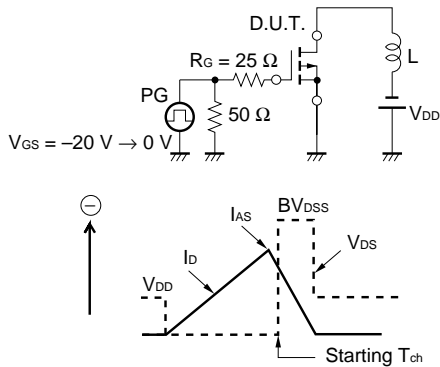 D.U.T.
RG = 25 Ω
L
PG
50 Ω
VDD
VGS = −20 V → 0 V
⊖
IAS
BVDSS
ID
VDS
VDD
Starting Tch